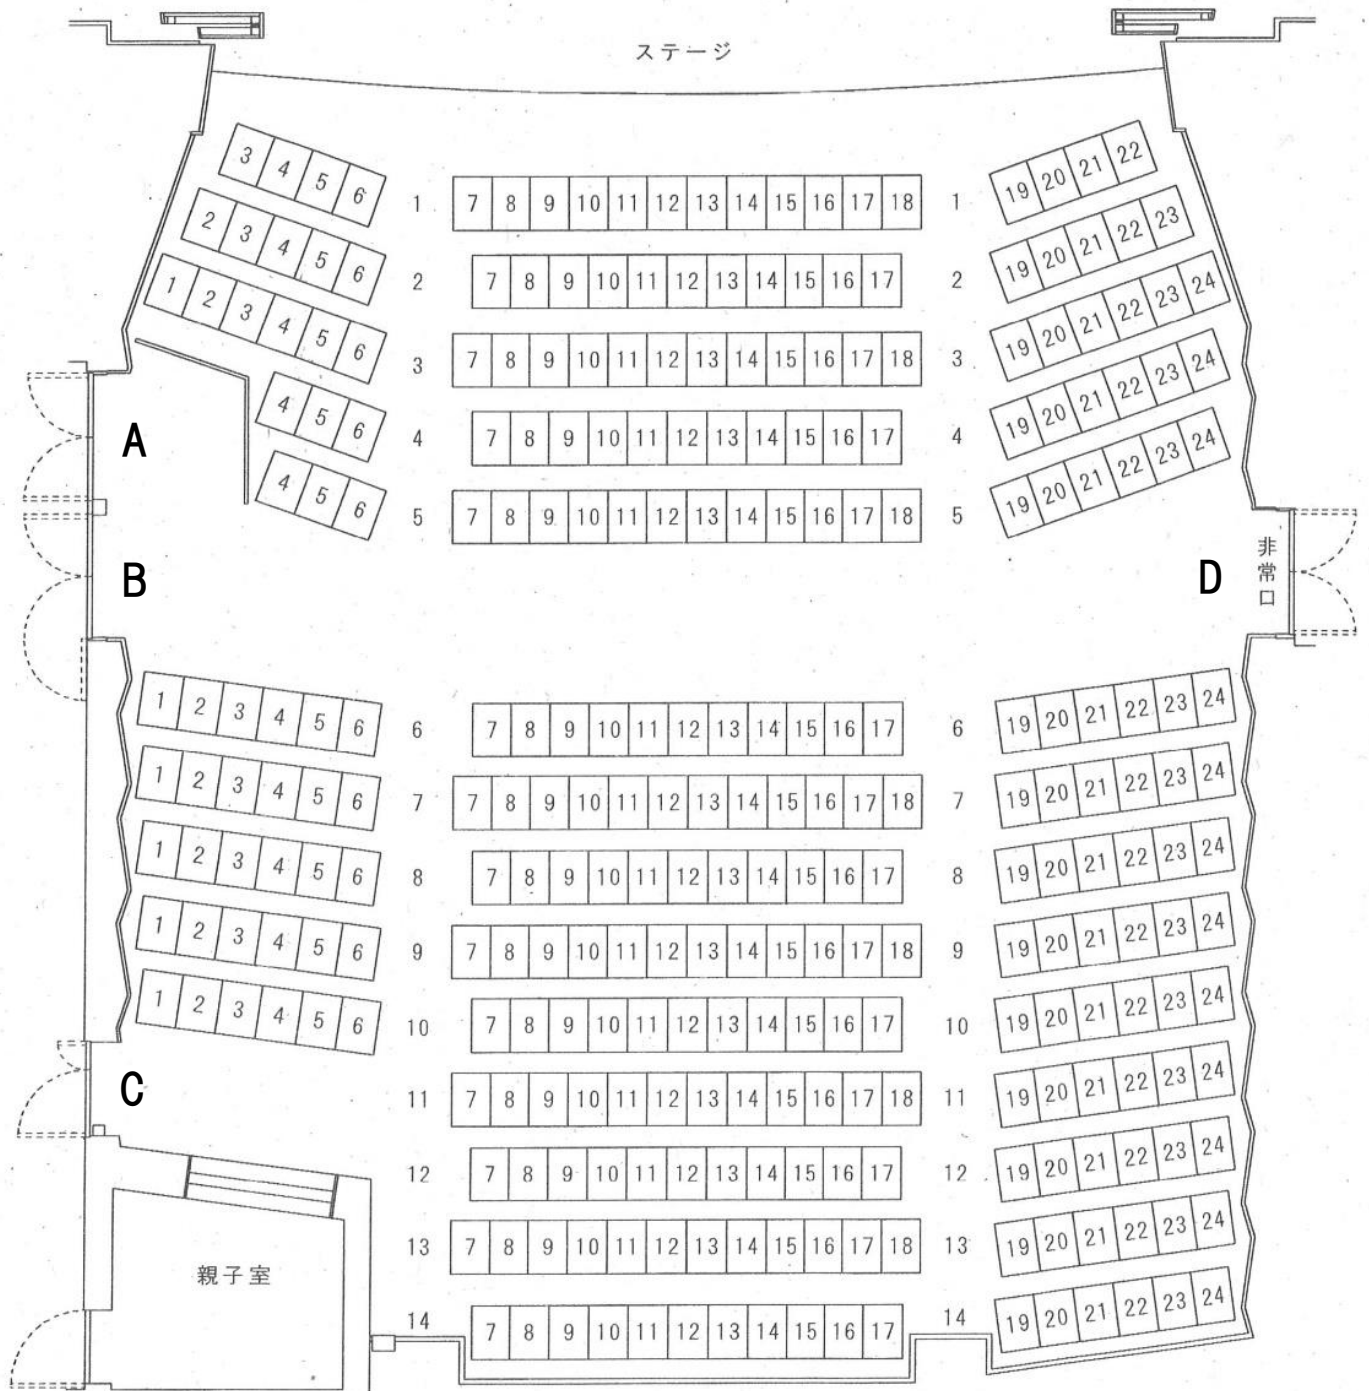 ステージ
3 4 5 6 1 7 8 9 10 11 12 13 14 15 16 17 18 1 19 20 21 22
2 3 4 5 6 2 7 8 9 10 11 12 13 14 15 16 17 2 19 20 21 22 23
1 2 3 4 5 6 3 7 8 9 10 11 12 13 14 15 16 17 18 3 19 20 21 22 23 24
A
4 5 6 4 7 8 9 10 11 12 13 14 15 16 17 4 19 20 21 22 23 24
4 5 6 5 7 8 9 10 11 12 13 14 15 16 17 18 5 19 20 21 22 23 24
B
D
非常口
1 2 3 4 5 6 6 7 8 9 10 11 12 13 14 15 16 17 6 19 20 21 22 23 24
1 2 3 4 5 6 7 7 8 9 10 11 12 13 14 15 16 17 18 7 19 20 21 22 23 24
1 2 3 4 5 6 8 7 8 9 10 11 12 13 14 15 16 17 8 19 20 21 22 23 24
1 2 3 4 5 6 9 7 8 9 10 11 12 13 14 15 16 17 18 9 19 20 21 22 23 24
1 2 3 4 5 6 10 7 8 9 10 11 12 13 14 15 16 17 10 19 20 21 22 23 24
C
11 7 8 9 10 11 12 13 14 15 16 17 18 11 19 20 21 22 23 24
12 7 8 9 10 11 12 13 14 15 16 17 12 19 20 21 22 23 24
13 7 8 9 10 11 12 13 14 15 16 17 18 13 19 20 21 22 23 24
親子室
14 7 8 9 10 11 12 13 14 15 16 17 14 19 20 21 22 23 24